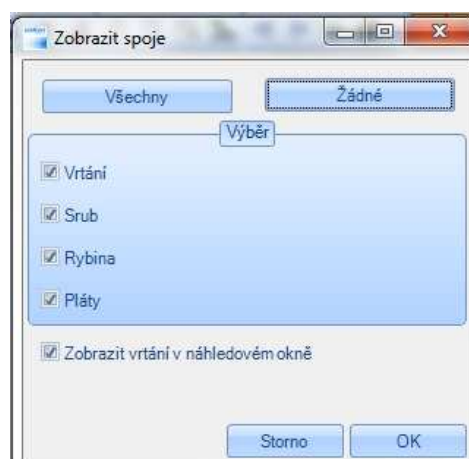 Zobrazit spoje
Všechny Žádné
Výběr
Vrtání
Srub
Rybina
Pláty
Zobrazit vrtání v náhledovém okně
Storno OK